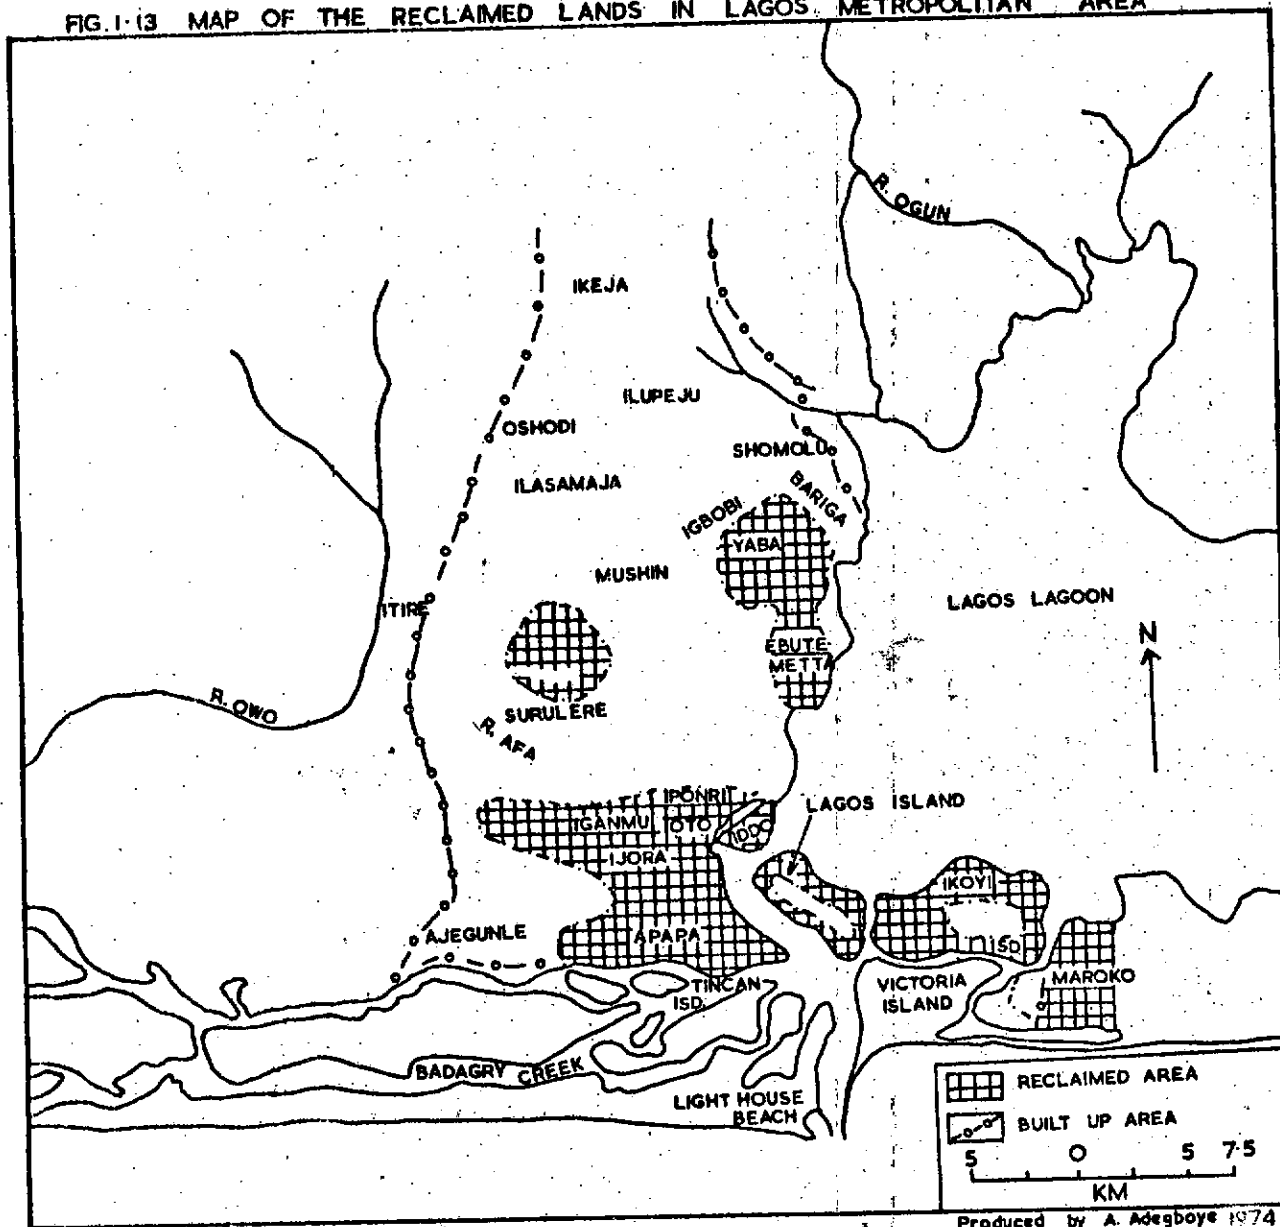 FIG. 1·13 MAP OF THE RECLAIMED LANDS IN LAGOS METROPOLITAN AREA
R. OGUN
IKEJA
ILUPEJU
OSHODI
SHOMOLU
ILASAMAJA
BARIGA
IGBOBI
YABA
MUSHIN
LAGOS LAGOON
ITIRE
N
EBUTE
METTA
R. OWO
SURULERE
R. AFA
IPONRI
LAGOS ISLAND
IGANMU
OTO
IDDO
IJORA
IKOYI
AJEGUNLE
APAPA
ISD
TINCAN
ISD.
VICTORIA
ISLAND
MAROKO
BADAGRY CREEK
LIGHT HOUSE
BEACH
RECLAIMED AREA
BUILT UP AREA
5 0 5 7·5
KM
Produced by A. Adegboye 1974